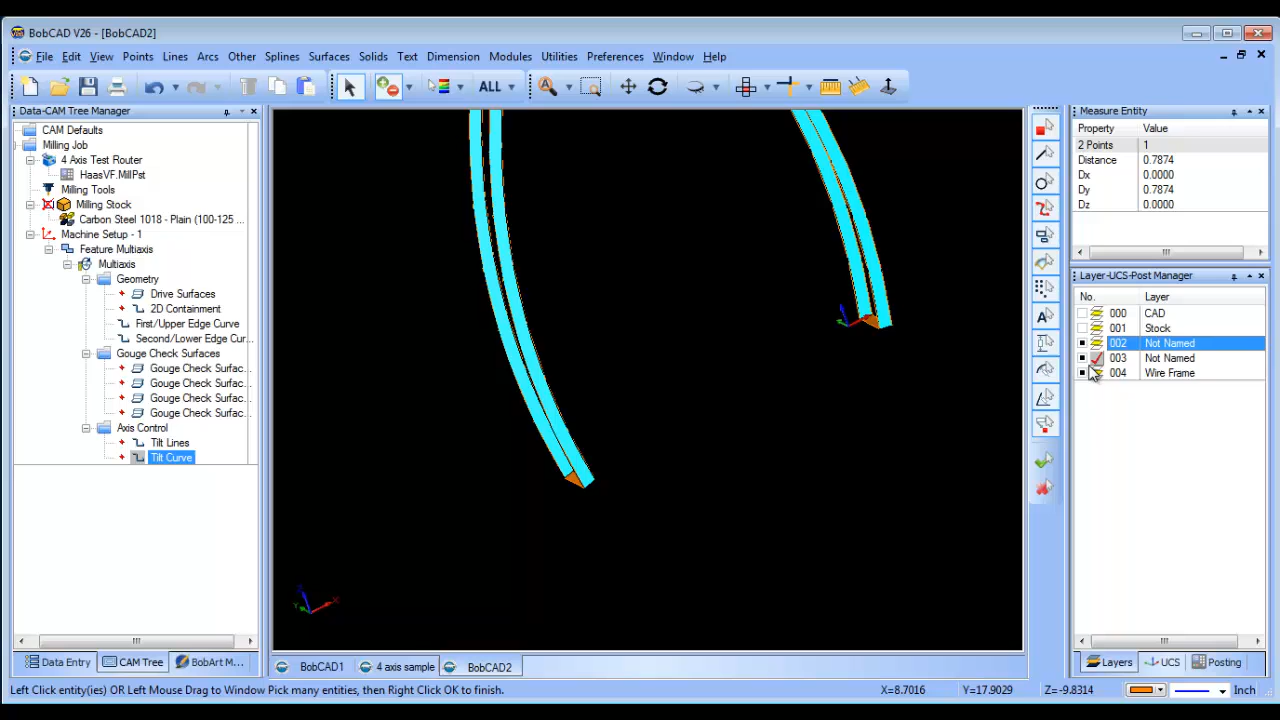 BobCAD V26 - [BobCAD2]
File Edit View Points Lines Arcs Other Splines Surfaces Solids Text Dimension Modules Utilities Preferences Window Help
ALL
Data-CAM Tree Manager
CAM Defaults
Milling Job
4 Axis Test Router
HaasVF.MillPst
Milling Tools
Milling Stock
Carbon Steel 1018 - Plain (100-125 ...
Machine Setup - 1
Feature Multiaxis
Multiaxis
Geometry
Drive Surfaces
2D Containment
First/Upper Edge Curve
Second/Lower Edge Cur...
Gouge Check Surfaces
Gouge Check Surfac...
Gouge Check Surfac...
Gouge Check Surfac...
Gouge Check Surfac...
Axis Control
Tilt Lines
Tilt Curve
Data Entry CAM Tree BobArt M...
BobCAD1 4 axis sample BobCAD2
Measure Entity
Property Value
2 Points 1
Distance 0.7874
Dx 0.0000
Dy 0.7874
Dz 0.0000
Layer-UCS-Post Manager
No. Layer
000 CAD
001 Stock
002 Not Named
003 Not Named
004 Wire Frame
Layers UCS Posting
Left Click entity(ies) OR Left Mouse Drag to Window Pick many entities, then Right Click OK to finish.
X=8.7016 Y=17.9029 Z=-9.8314 Inch